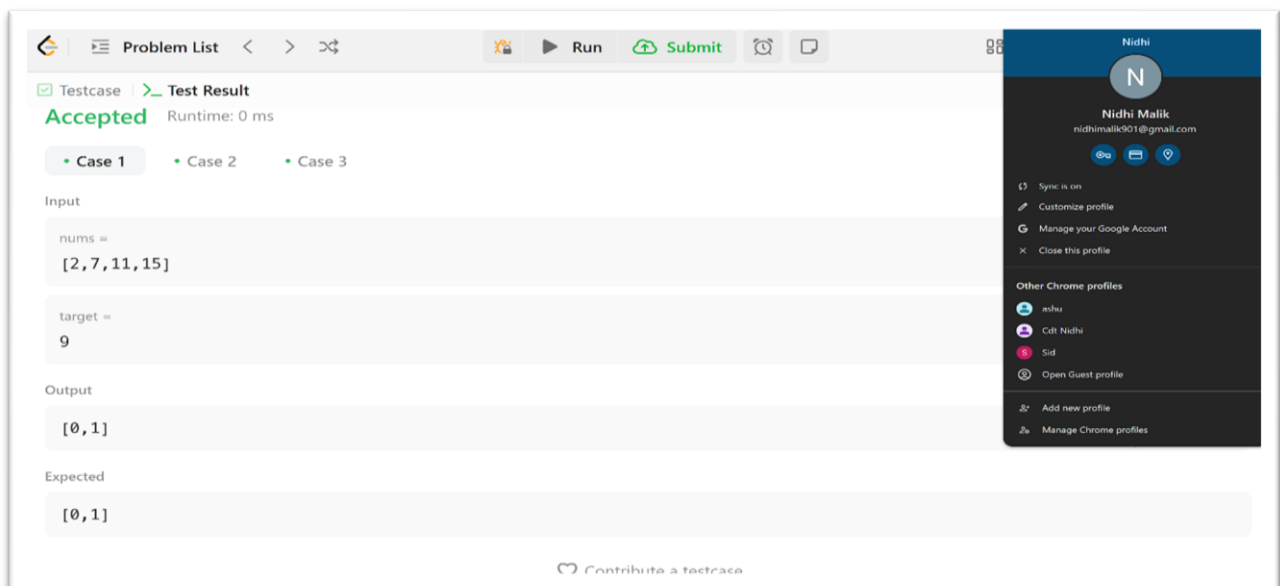 Problem List
Run
Submit
Testcase
Test Result
Accepted Runtime: 0 ms
• Case 1 • Case 2 • Case 3
Input
nums =
[2,7,11,15]
target =
9
Output
[0,1]
Expected
[0,1]
Contribute a testcase
Nidhi
N
Nidhi Malik
nidhimalik901@gmail.com
Sync is on
Customize profile
G Manage your Google Account
Close this profile
Other Chrome profiles
ashu
Cdt Nidhi
S Sid
Open Guest profile
Add new profile
Manage Chrome profiles